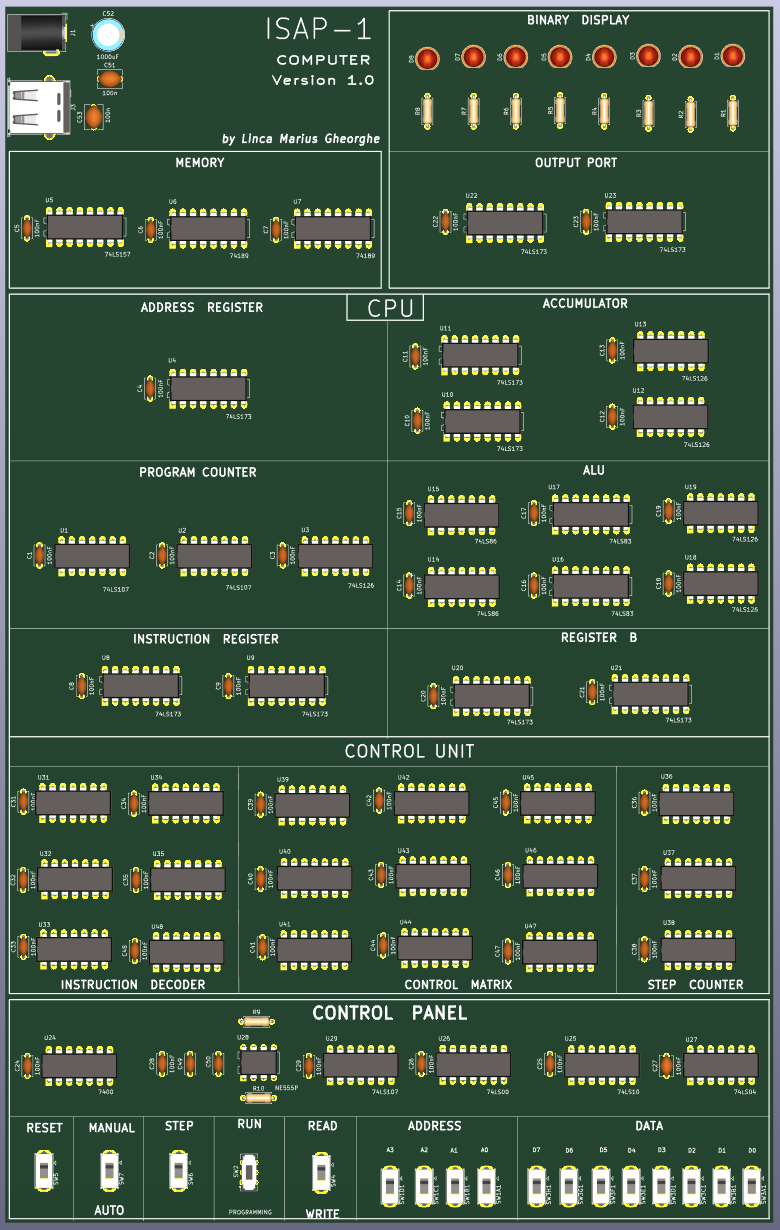 ISAP-1
COMPUTER
Version 1.0
by Linca Marius Gheorghe
J1
C52
1000uF
C51
100n
J3
C53
100n
BINARY DISPLAY
D8 D7 D6 D5 D4 D3 D2 D1
R8 R7 R6 R5 R4 R3 R2 R1
MEMORY
U5 U6 U7
C5 100nF C6 100nF C7 100nF
74LS157 74189 74189
OUTPUT PORT
U22 U23
C22 100nF C23 100nF
74LS173 74LS173
CPU
ADDRESS REGISTER
U4
C4 100nF
74LS173
ACCUMULATOR
U11 U13
C11 100nF C13 100nF
74LS173 74LS126
U10 U12
C10 100nF C12 100nF
74LS173 74LS126
PROGRAM COUNTER
U1 U2 U3
C1 100nF C2 100nF C3 100nF
74LS107 74LS107 74LS126
ALU
U15 U17 U19
C15 100nF C17 100nF C19 100nF
74LS86 74LS83 74LS126
U14 U16 U18
C14 100nF C16 100nF C18 100nF
74LS86 74LS83 74LS126
INSTRUCTION REGISTER
U8 U9
C8 100nF C9 100nF
74LS173 74LS173
REGISTER B
U20 U21
C20 100nF C21 100nF
74LS173 74LS173
CONTROL UNIT
U31 U34 U39 U42 U45 U36
C31 100nF C34 100nF C39 100nF C42 100nF C45 100nF C36 100nF
U32 U35 U40 U43 U46 U37
C32 100nF C35 100nF C40 100nF C43 100nF C46 100nF C37 100nF
U33 U48 U41 U44 U47 U38
C33 100nF C48 100nF C41 100nF C44 100nF C47 100nF C38 100nF
INSTRUCTION DECODER CONTROL MATRIX STEP COUNTER
CONTROL PANEL
R9
U24 U28 U29 U26 U25 U27
C24 100nF C28 100nF C49 100nF C50 100nF C29 100nF C26 100nF C25 100nF C27 100nF
7400 R10 NE555P 74LS107 74LS00 74LS10 74LS04
RESET MANUAL STEP RUN READ ADDRESS DATA
A3 A2 A1 A0 D7 D6 D5 D4 D3 D2 D1 D0
SW5 SW7 SW6 SW2 SW4 SW1D1 SW1C1 SW1B1 SW1A1 SW3H1 SW3G1 SW3F1 SW3E1 SW3D1 SW3C1 SW3B1 SW3A1
AUTO PROGRAMMING WRITE